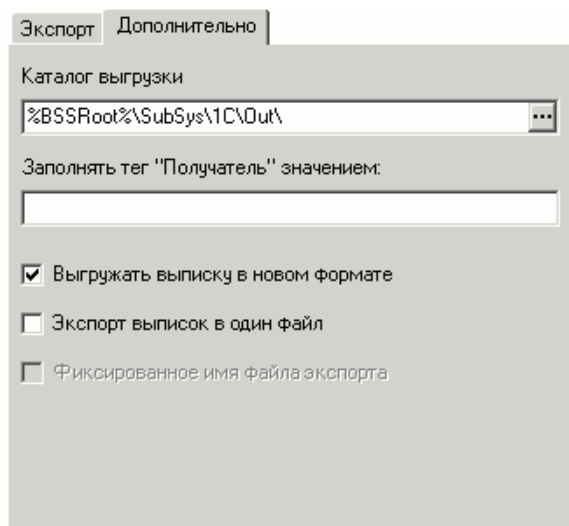 Экспорт Дополнительно
Каталог выгрузки
%BSSRoot%\SubSys\1C\Out\ ...
Заполнять тег "Получатель" значением:
Выгружать выписку в новом формате
Экспорт выписок в один файл
Фиксированное имя файла экспорта